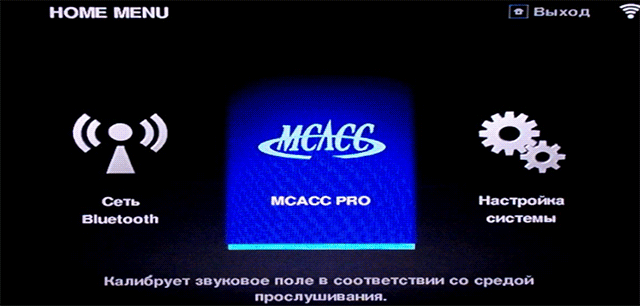 HOME MENU
Выход
MCACC
Сеть
Bluetooth
MCACC PRO
Настройка
системы
Калибрует звуковое поле в соответствии со средой
прослушивания.